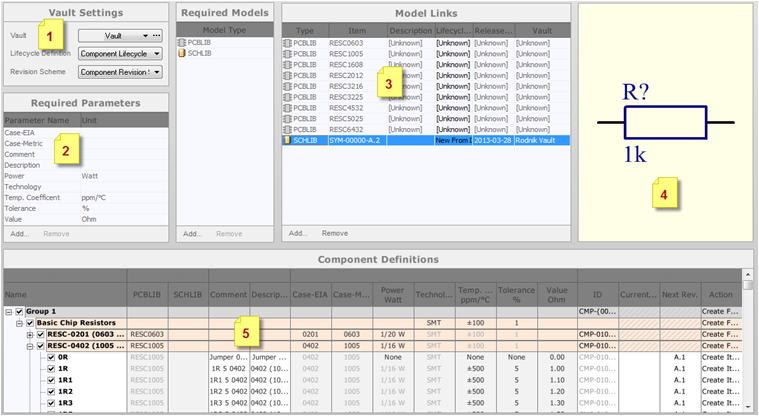 Vault Settings
Vault
Vault
...
Lifecycle Definition
Component Lifecycle
Revision Scheme
Component Revision S
1
Required Parameters
Parameter Name Unit
Case-EIA
Case-Metric
Comment
Description
Power Watt
Technology
Temp. Coefficent ppm/°C
Tolerance %
Value Ohm
2
Add... Remove
Required Models
Model Type
PCBLIB
SCHLIB
Add... Remove
Model Links
Type Item Description Lifecycl... Release... Vault
PCBLIB RESC0603 [Unknown] [Unknown] [Unknown] [Unknown]
PCBLIB RESC1005 [Unknown] [Unknown] [Unknown] [Unknown]
PCBLIB RESC1608 [Unknown] [Unknown] [Unknown] [Unknown]
PCBLIB RESC2012 [Unknown] [Unknown] [Unknown] [Unknown]
PCBLIB RESC3216 [Unknown] [Unknown] [Unknown] [Unknown]
PCBLIB RESC3225 [Unknown] [Unknown] [Unknown] [Unknown]
PCBLIB RESC4532 [Unknown] [Unknown] [Unknown] [Unknown]
PCBLIB RESC5025 [Unknown] [Unknown] [Unknown] [Unknown]
PCBLIB RESC6432 [Unknown] [Unknown] [Unknown] [Unknown]
SCHLIB SYM-00000-A.2 New From I 2013-03-28 Rodnik Vault
3
Add... Remove
R?
1k
4
Component Definitions
Name PCBLIB SCHLIB Comment Descrip... Case-EIA Case-M... Power Watt Technol... Temp. ... ppm/°C Tolerance % Value Ohm ID Current... Next Rev. Action
Group 1 CMP-{00... Create F...
Basic Chip Resistors SMT ±100 1 Create F...
RESC-0201 (0603 ... RESC0603 0201 0603 1/20 W SMT ±100 1 CMP-010... Create F...
RESC-0402 (1005 ... RESC1005 0402 1005 1/16 W SMT ±100 1 CMP-010... Create F...
0R RESC1005 Jumper 0... Jumper ... 0402 1005 None SMT None None 0.00 CMP-010... A.1 Create It...
1R RESC1005 1R 5 0402 0402 (10... 0402 1005 1/16 W SMT ±500 5 1.00 CMP-010... A.1 Create It...
1R1 RESC1005 1R1 5 0402 0402 (10... 0402 1005 1/16 W SMT ±500 5 1.10 CMP-010... A.1 Create It...
1R2 RESC1005 1R2 5 0402 0402 (10... 0402 1005 1/16 W SMT ±500 5 1.20 CMP-010... A.1 Create It...
1R3 RESC1005 1R3 5 0402 0402 (10... 0402 1005 1/16 W SMT ±500 5 1.30 CMP-010... A.1 Create It...
5